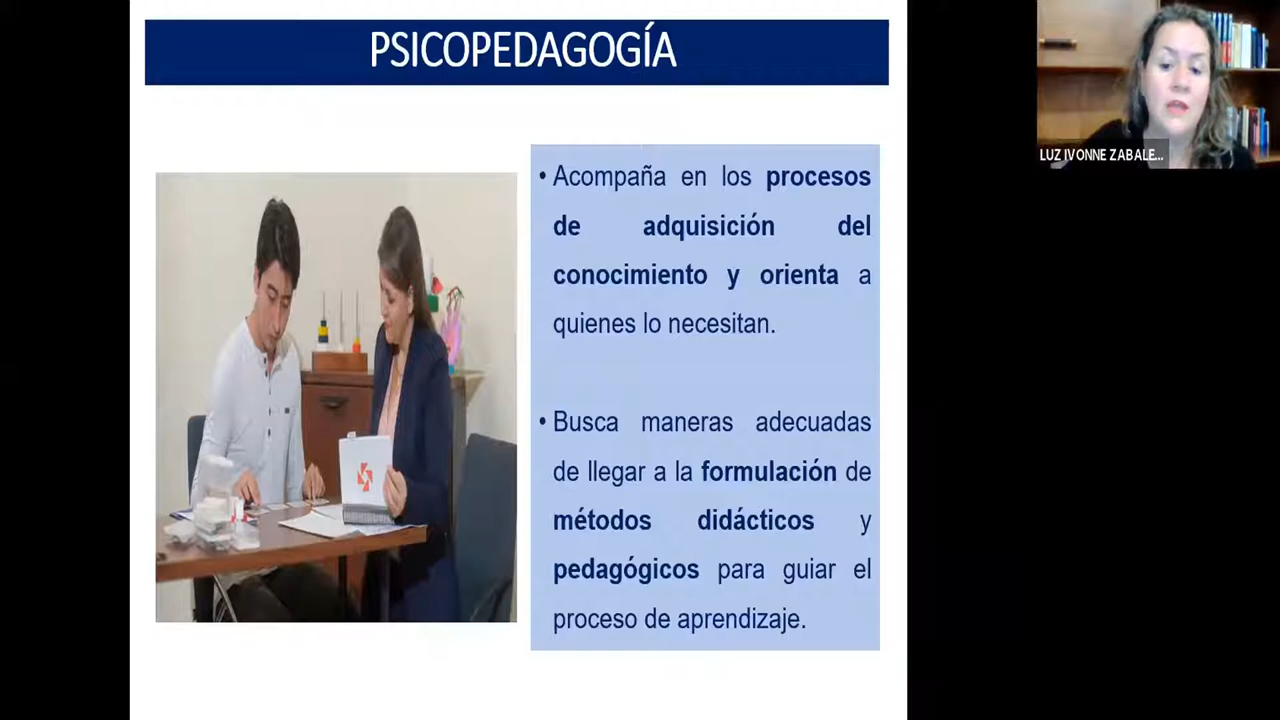 PSICOPEDAGOGÍA
• Acompaña en los procesos
de adquisición del
conocimiento y orienta a
quienes lo necesitan.
• Busca maneras adecuadas
de llegar a la formulación de
métodos didácticos y
pedagógicos para guiar el
proceso de aprendizaje.
LUZ IVONNE ZABALE...